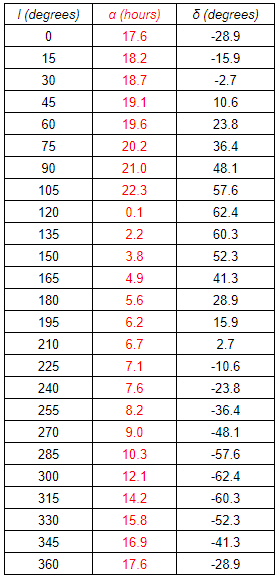 l (degrees) α (hours) δ (degrees)
0 17.6 -28.9
15 18.2 -15.9
30 18.7 -2.7
45 19.1 10.6
60 19.6 23.8
75 20.2 36.4
90 21.0 48.1
105 22.3 57.6
120 0.1 62.4
135 2.2 60.3
150 3.8 52.3
165 4.9 41.3
180 5.6 28.9
195 6.2 15.9
210 6.7 2.7
225 7.1 -10.6
240 7.6 -23.8
255 8.2 -36.4
270 9.0 -48.1
285 10.3 -57.6
300 12.1 -62.4
315 14.2 -60.3
330 15.8 -52.3
345 16.9 -41.3
360 17.6 -28.9